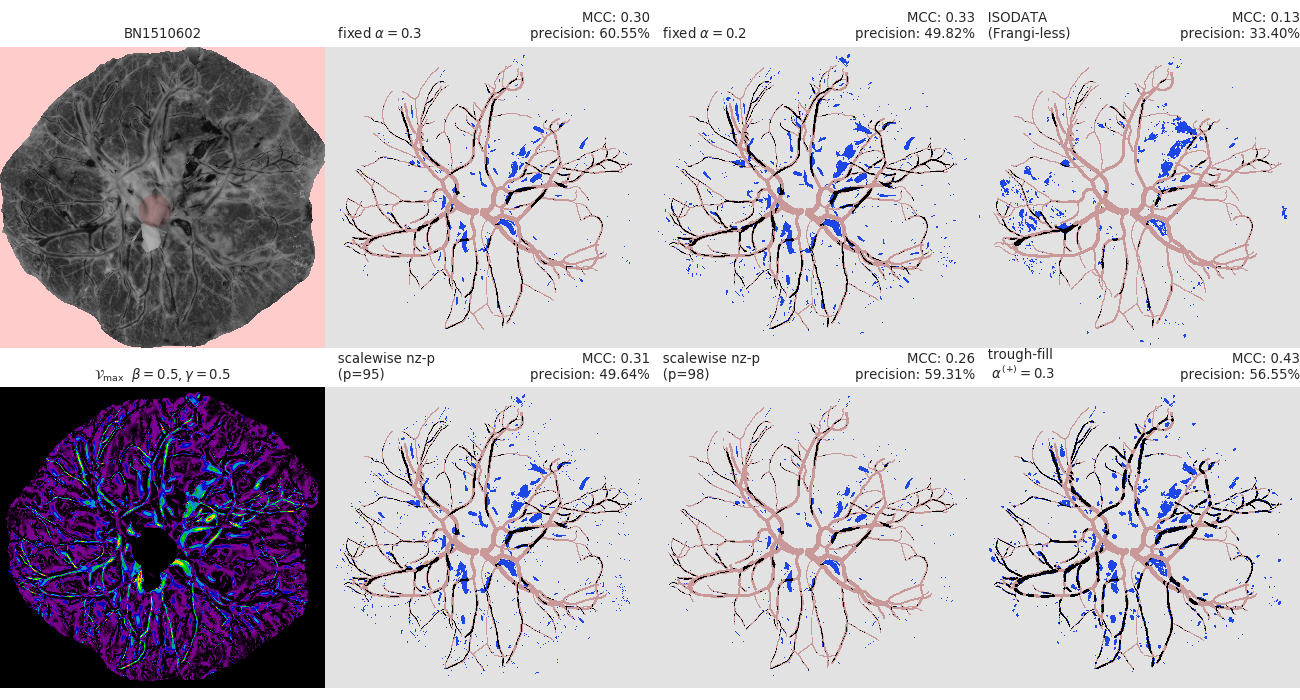 BN1510602
fixed α = 0.3
MCC: 0.30
precision: 60.55%
fixed α = 0.2
MCC: 0.33
precision: 49.82%
ISODATA
(Frangi-less)
MCC: 0.13
precision: 33.40%
𝒱max β = 0.5, γ = 0.5
scalewise nz-p
(p=95)
MCC: 0.31
precision: 49.64%
scalewise nz-p
(p=98)
MCC: 0.26
precision: 59.31%
trough-fill
α(+) = 0.3
MCC: 0.43
precision: 56.55%